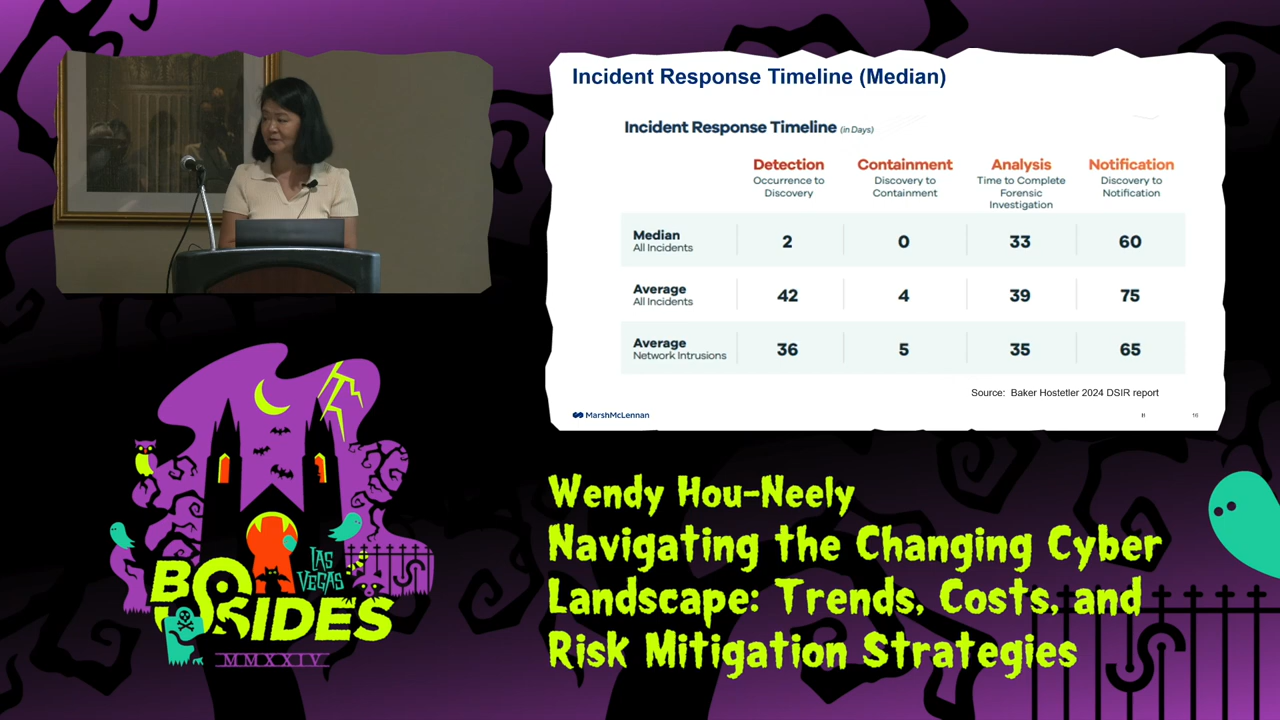 Incident Response Timeline (Median)
Incident Response Timeline (in Days)
Detection
Occurrence to
Discovery
Containment
Discovery to
Containment
Analysis
Time to Complete
Forensic
Investigation
Notification
Discovery to
Notification
Median
All Incidents
2 0 33 60
Average
All Incidents
42 4 39 75
Average
Network Intrusions
36 5 35 65
Source: Baker Hostetler 2024 DSIR report
MarshMcLennan
16
LAS
VEGAS
BSIDES
MMXXIV
Wendy Hou-Neely
Navigating the Changing Cyber
Landscape: Trends, Costs, and
Risk Mitigation Strategies